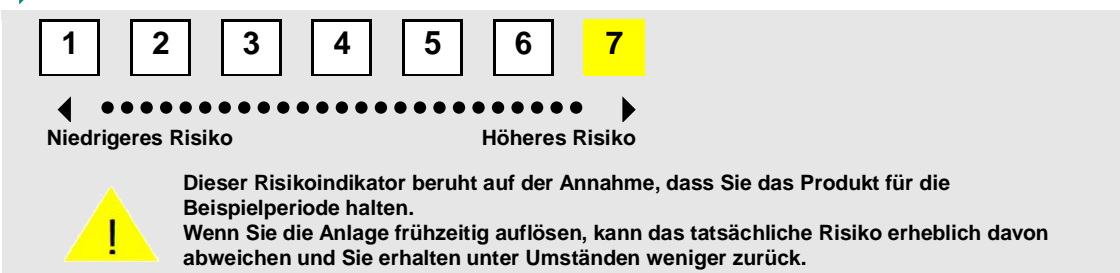 1 2 3 4 5 6 7
Niedrigeres Risiko Höheres Risiko
Dieser Risikoindikator beruht auf der Annahme, dass Sie das Produkt für die
Beispielperiode halten.
Wenn Sie die Anlage frühzeitig auflösen, kann das tatsächliche Risiko erheblich davon
abweichen und Sie erhalten unter Umständen weniger zurück.
!